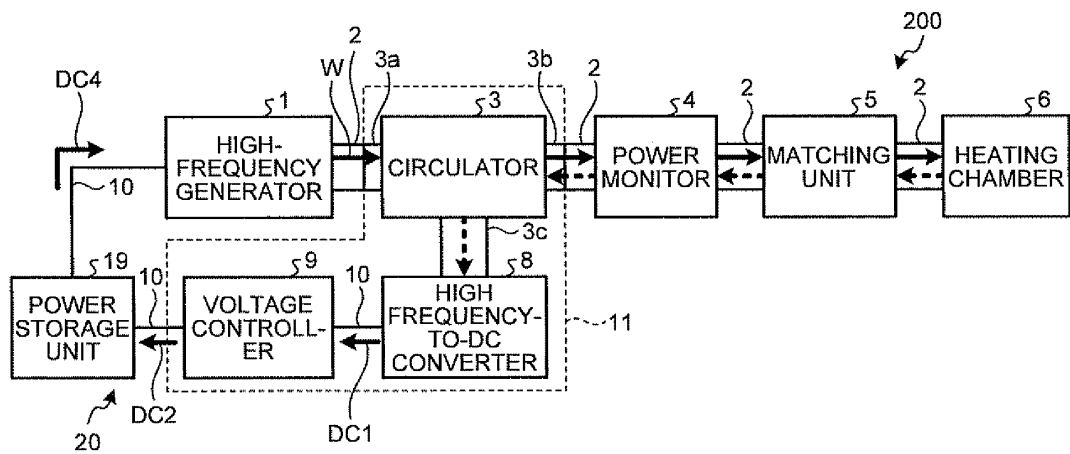 200
DC4
W
2
3a
3b
2
1
3
4
2
5
2
6
HIGH-
FREQUENCY
GENERATOR
CIRCULATOR
POWER
MONITOR
MATCHING
UNIT
HEATING
CHAMBER
10
3c
19
10
9
10
8
POWER
STORAGE
UNIT
VOLTAGE
CONTROLL-
ER
HIGH
FREQUENCY-
TO-DC
CONVERTER
11
20
DC2
DC1